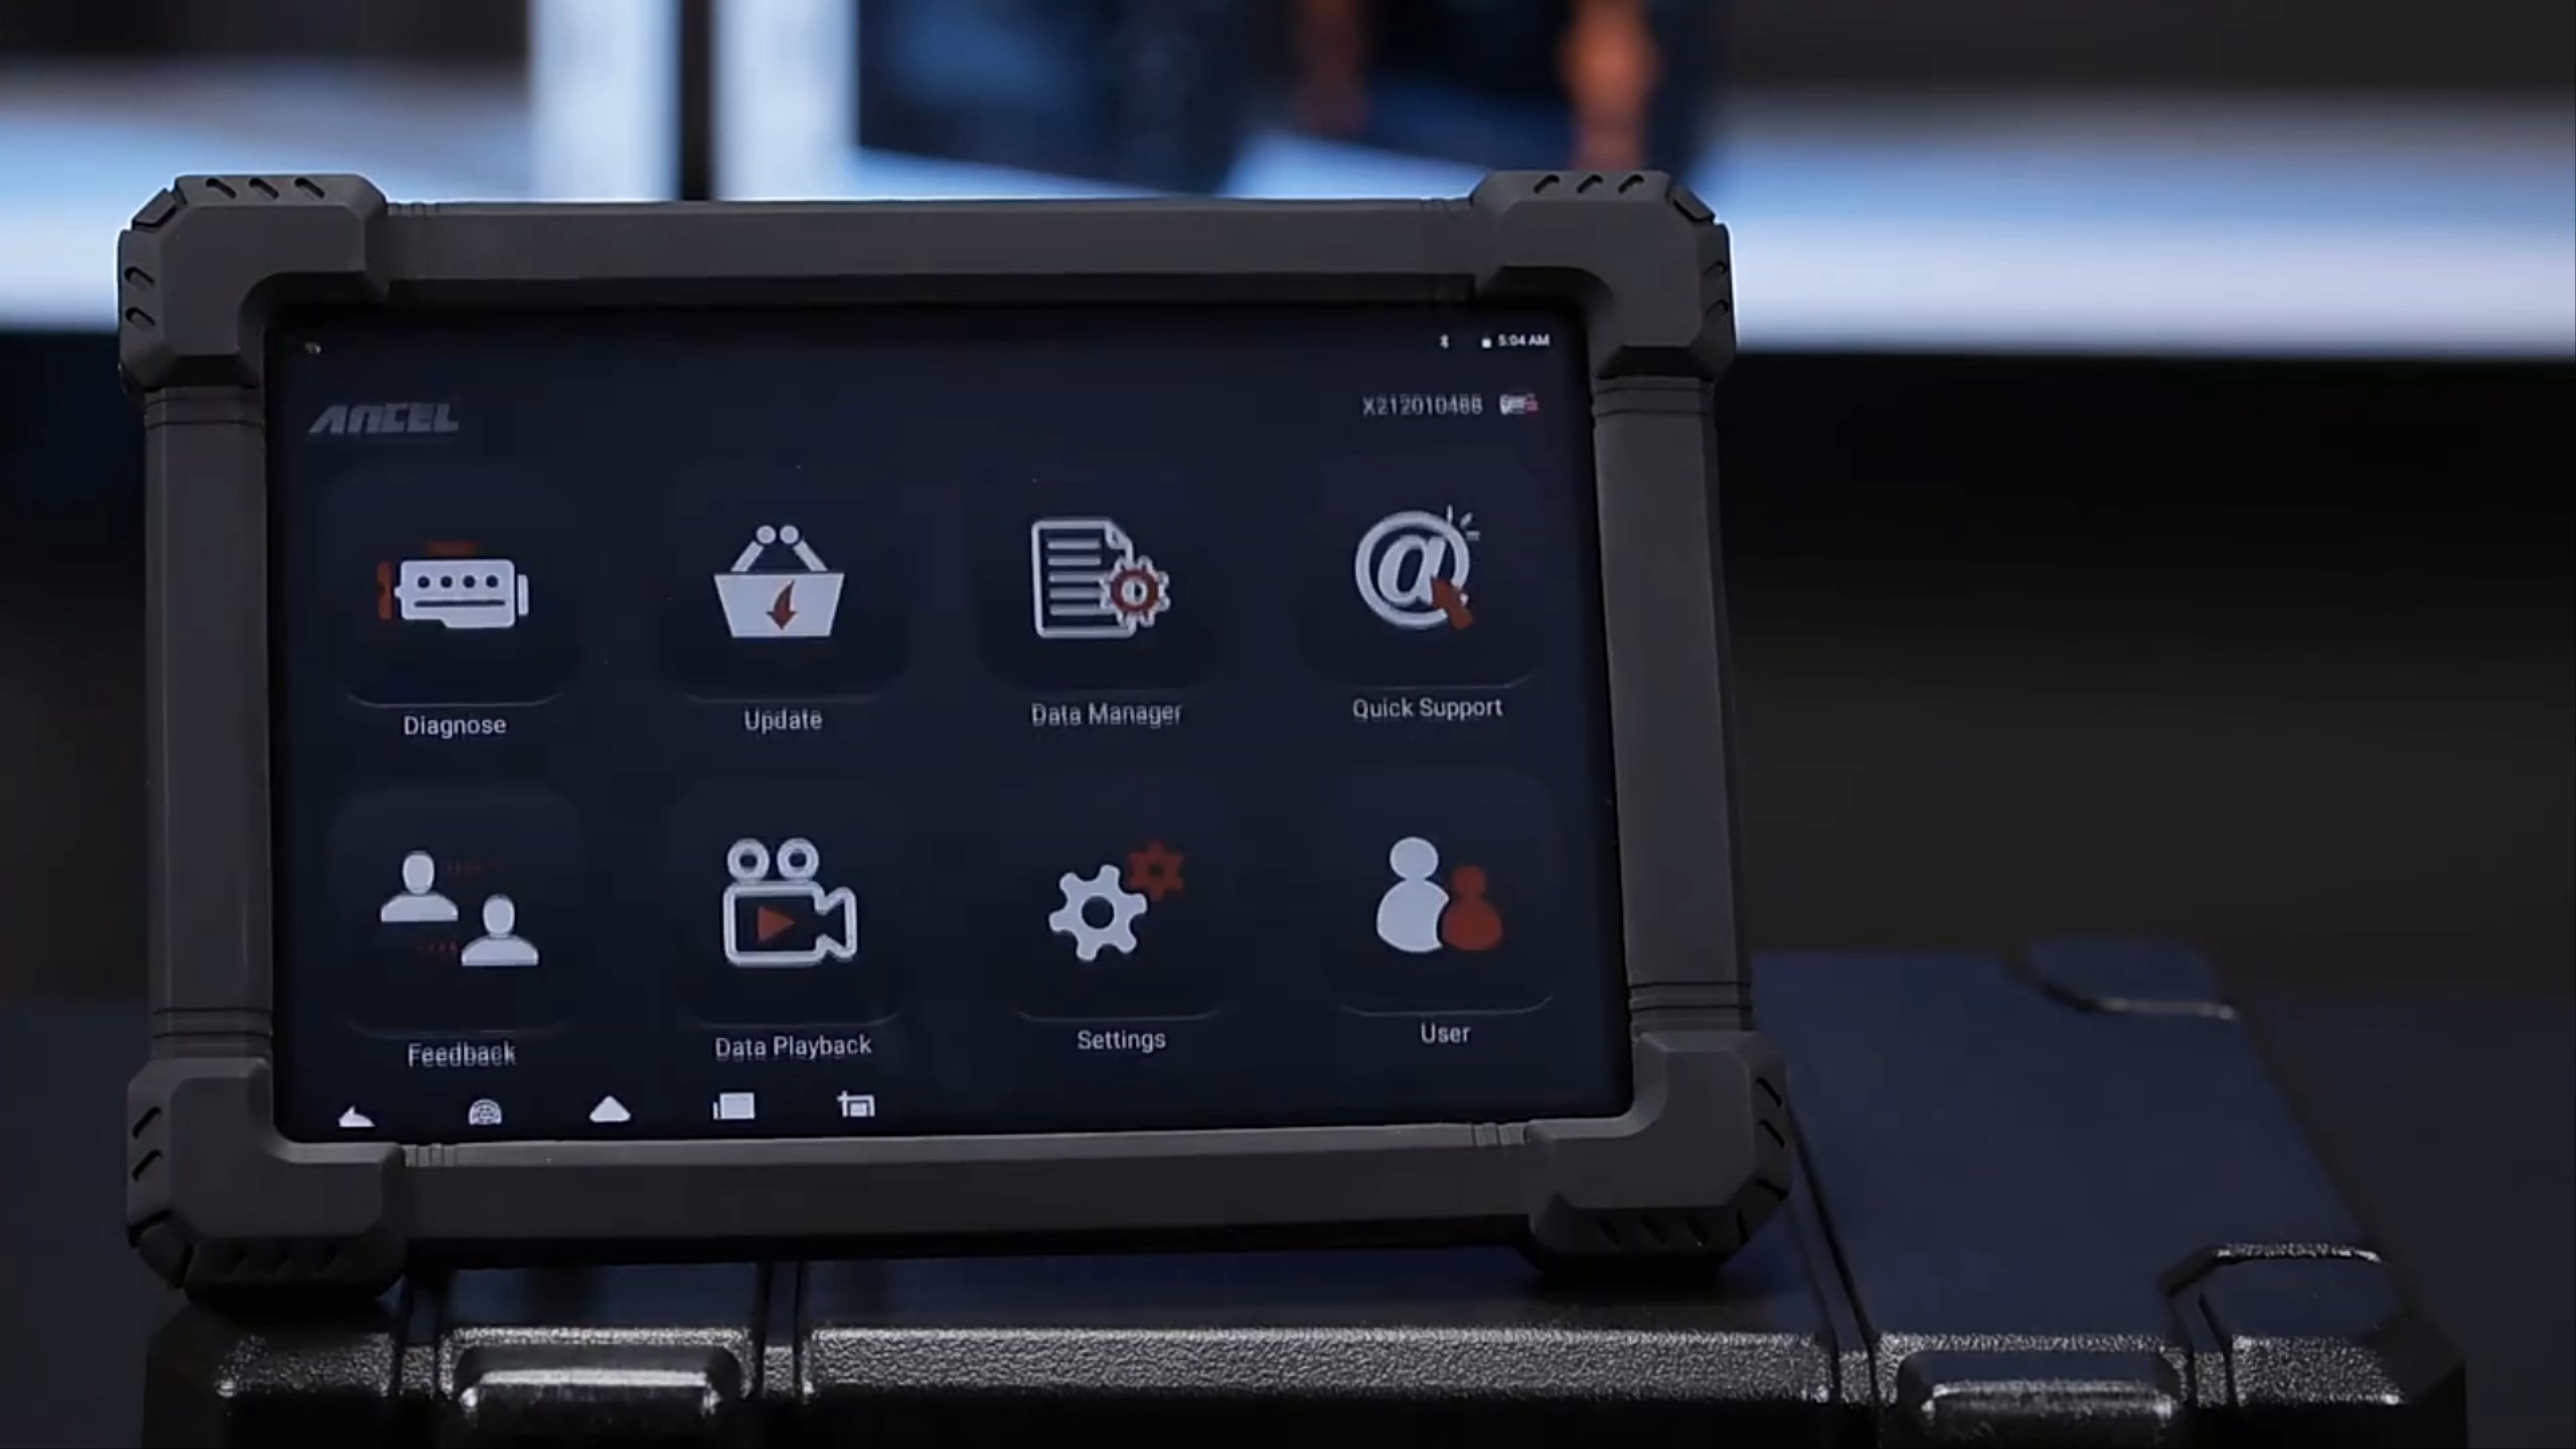 5:04 AM
ANCEL
X212010488
Diagnose
Update
Data Manager
Quick Support
Feedback
Data Playback
Settings
User